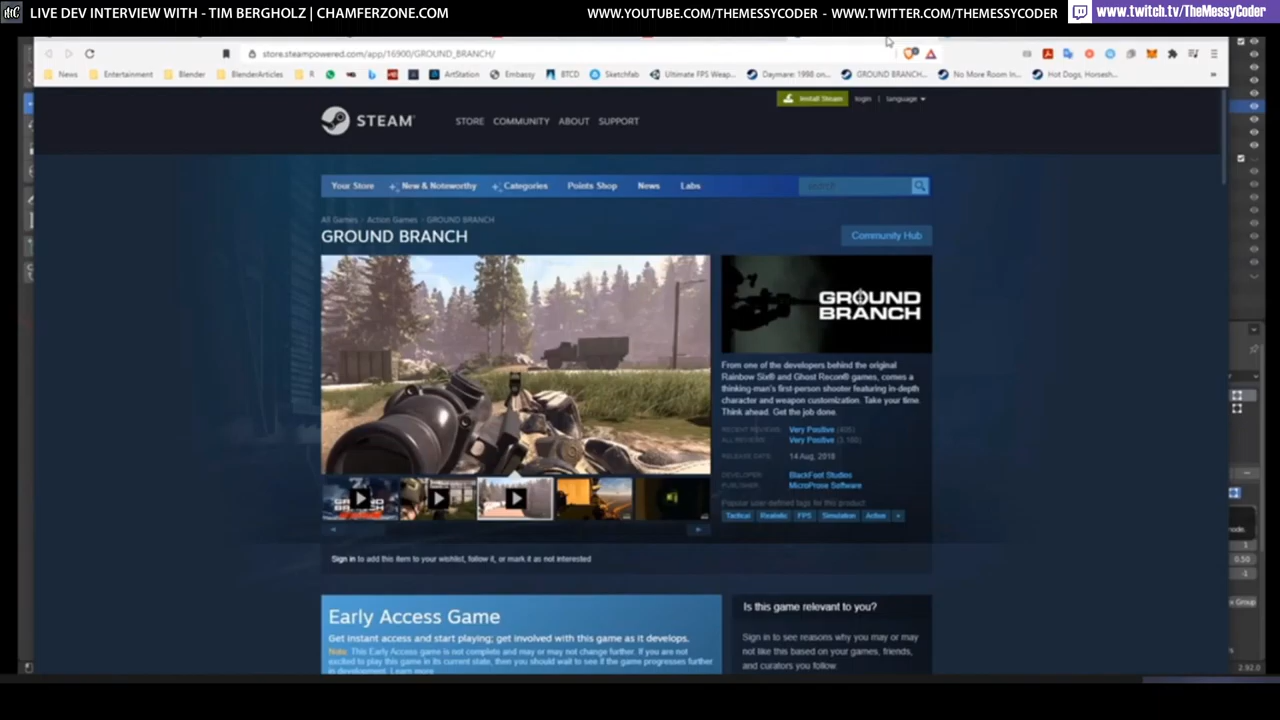 LIVE DEV INTERVIEW WITH - TIM BERGHOLZ | CHAMFERZONE.COM
WWW.YOUTUBE.COM/THEMESSYCODER - WWW.TWITTER.COM/THEMESSYCODER
www.twitch.tv/TheMessyCoder
store.steampowered.com/app/16900/GROUND_BRANCH/
News Entertainment Blender BlenderArticles R ArtStation Embassy BTCD Sketchfab Ultimate FPS Weap... Daymare: 1998 on... GROUND BRANCH... No More Room in... Hot Dogs, Horsesh... »
Install Steam login | language
STEAM
STORE COMMUNITY ABOUT SUPPORT
Your Store New & Noteworthy Categories Points Shop News Labs search
All Games > Action Games > GROUND BRANCH
GROUND BRANCH
Community Hub
GROUND
BRANCH
From one of the developers behind the original
Rainbow Six® and Ghost Recon® games, comes a
thinking-man's first-person shooter featuring in-depth
character and weapon customization. Take your time.
Think ahead. Get the job done.
RECENT REVIEWS: Very Positive
ALL REVIEWS: Very Positive
RELEASE DATE: 14 Aug, 2018
DEVELOPER: BlackFoot Studios
PUBLISHER: MicroProse Software
Popular user-defined tags for this product:
Tactical Realistic FPS Simulation Action +
Sign in to add this item to your wishlist, follow it, or mark it as not interested
Early Access Game
Get instant access and start playing; get involved with this game as it develops.
Note: This Early Access game is not complete and may or may not change further. If you are
not excited to play this game in its current state, then you should wait to see if the game progresses further
in development. Learn more
Is this game relevant to you?
Sign in to see reasons why you may or may
not like this based on your games, friends,
and curators you follow.
1
0.50
-1
Group
2.92.0